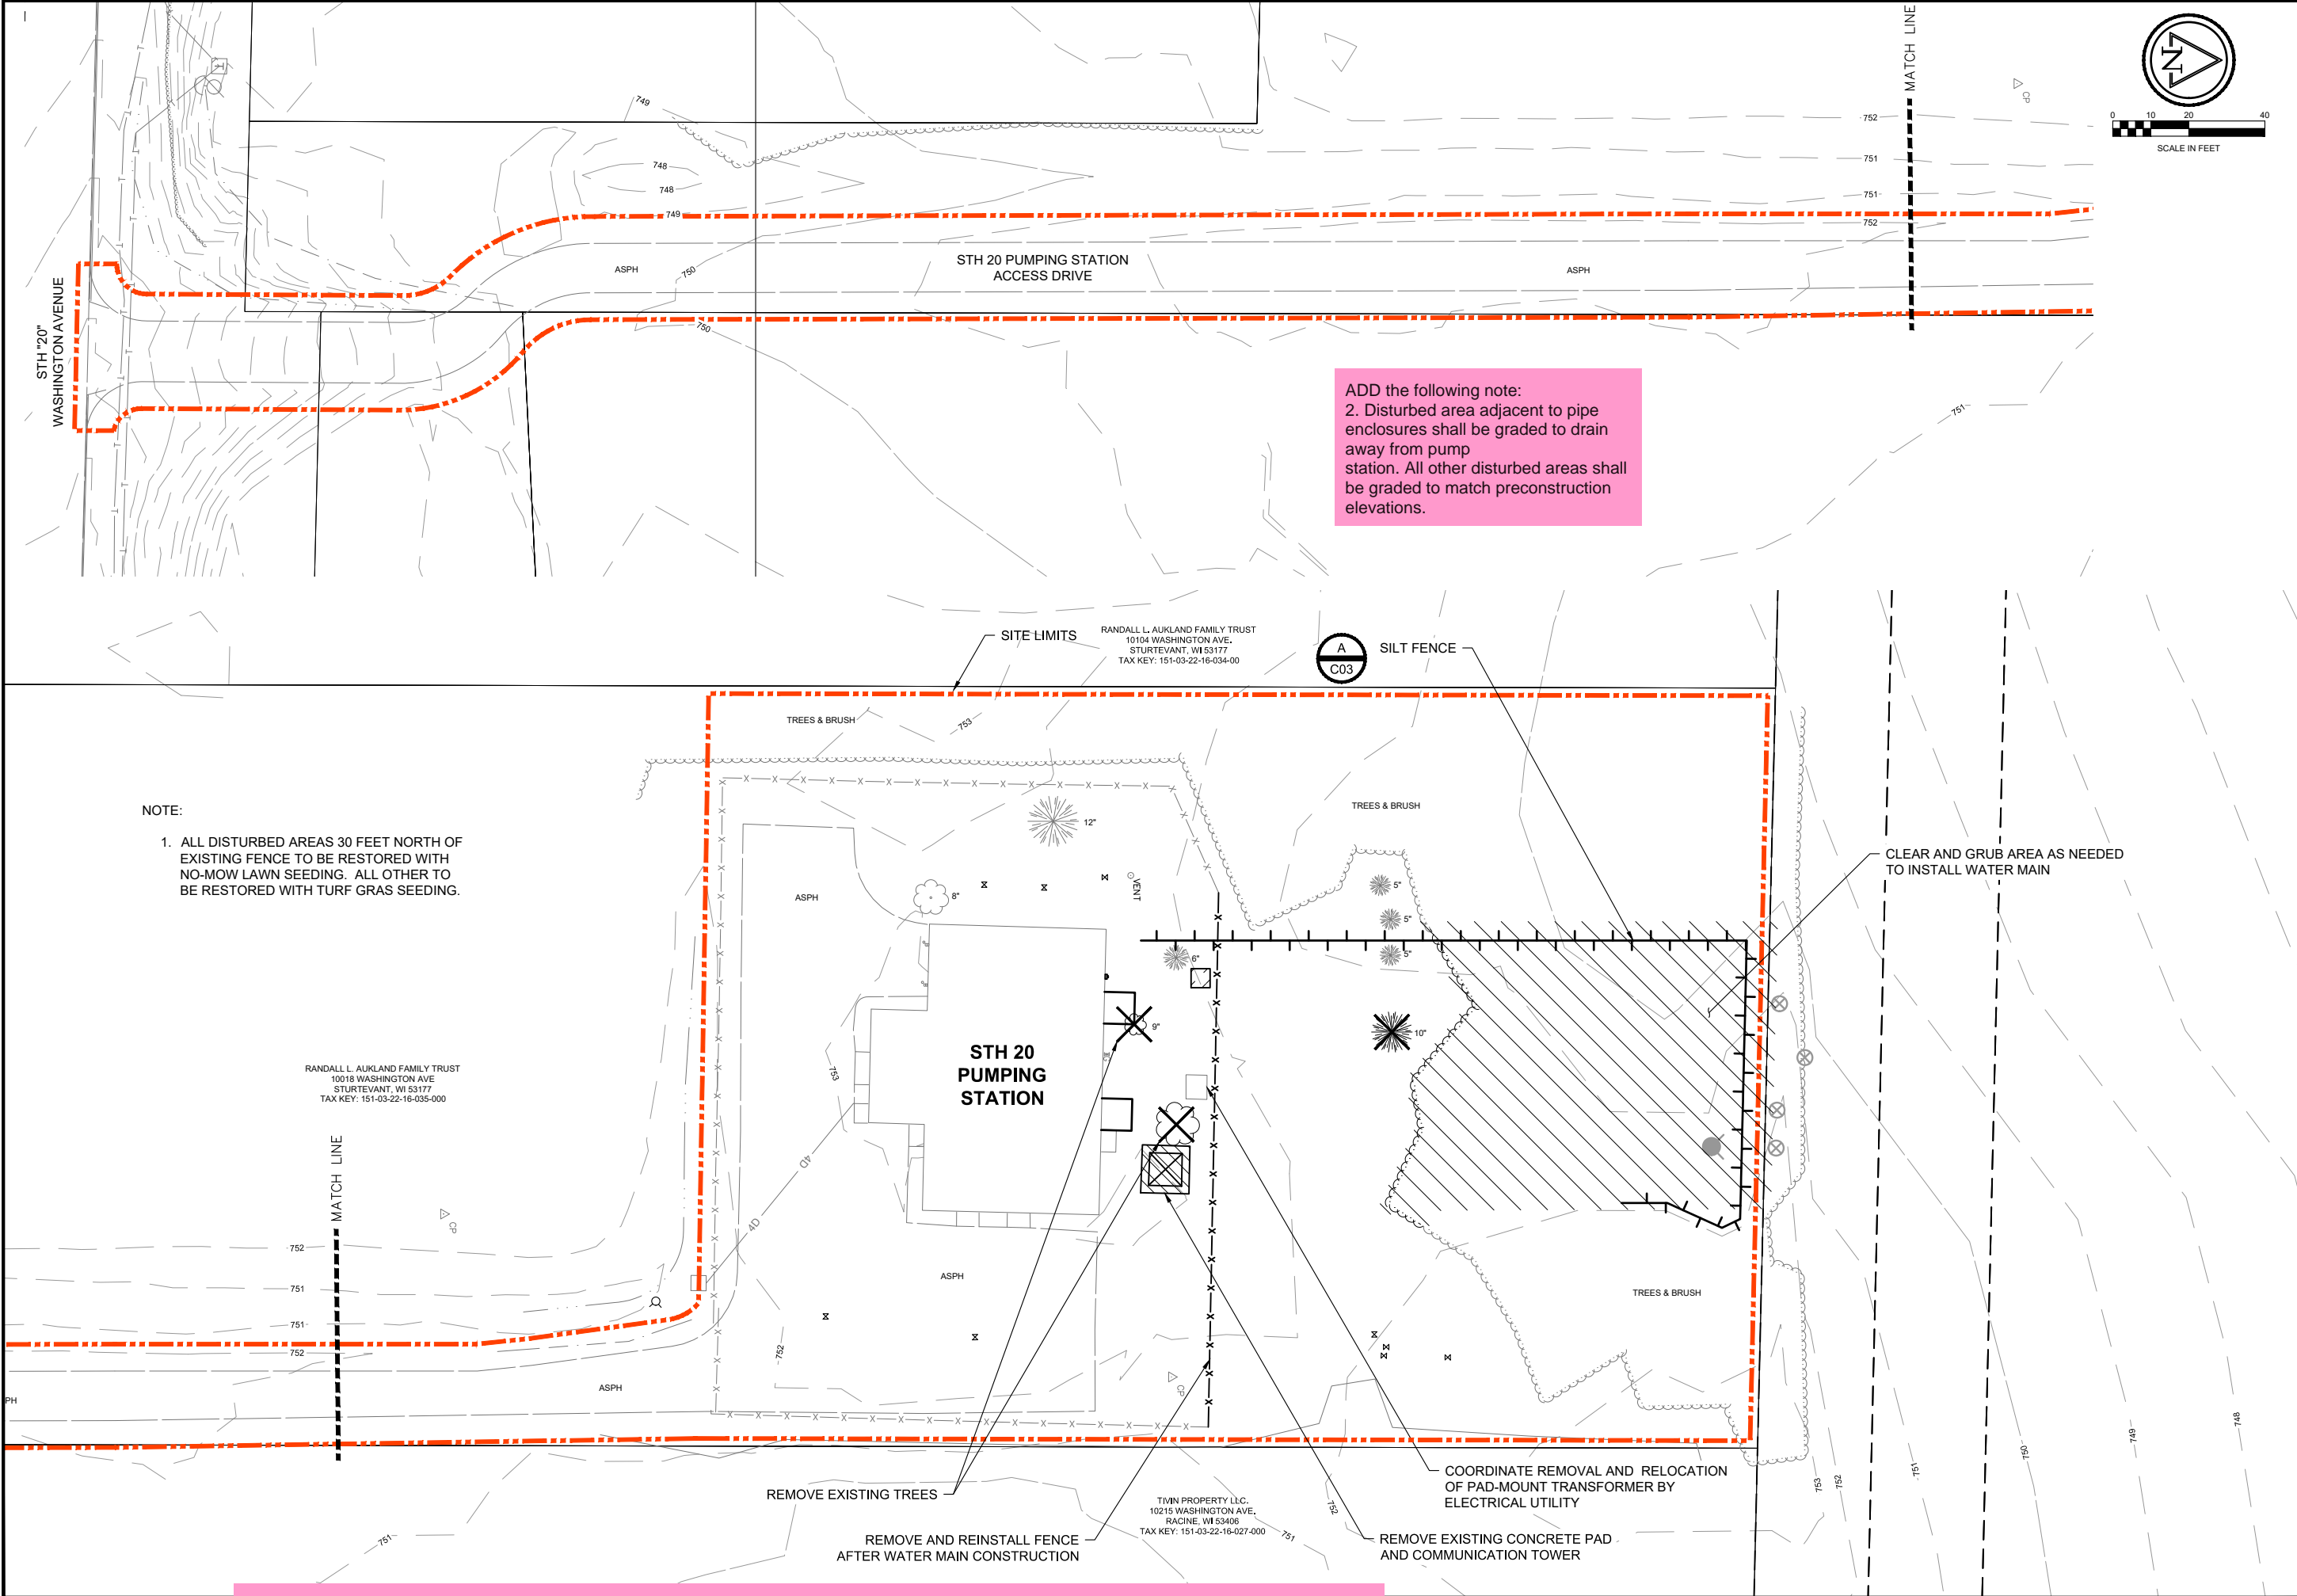 MATCH LINE
N
0 10 20 40
SCALE IN FEET
T
CP
749
748
748
749
752
751
751
752
STH "20"
WASHINGTON AVENUE
ASPH
750
750
STH 20 PUMPING STATION
ACCESS DRIVE
ASPH
751
ADD the following note:
2. Disturbed area adjacent to pipe
enclosures shall be graded to drain
away from pump
station. All other disturbed areas shall
be graded to match preconstruction
elevations.
SITE LIMITS
RANDALL L. AUKLAND FAMILY TRUST
10104 WASHINGTON AVE.
STURTEVANT, WI 53177
TAX KEY: 151-03-22-16-034-00
A
C03
SILT FENCE
TREES & BRUSH
753
NOTE:
1. ALL DISTURBED AREAS 30 FEET NORTH OF
EXISTING FENCE TO BE RESTORED WITH
NO-MOW LAWN SEEDING. ALL OTHER TO
BE RESTORED WITH TURF GRAS SEEDING.
12"
TREES & BRUSH
CLEAR AND GRUB AREA AS NEEDED
TO INSTALL WATER MAIN
ASPH
8"
VENT
5"
5"
5"
6"
9"
10"
STH 20
PUMPING
STATION
753
RANDALL L. AUKLAND FAMILY TRUST
10018 WASHINGTON AVE
STURTEVANT, WI 53177
TAX KEY: 151-03-22-16-035-000
MATCH LINE
CP
4D
4D
752
751
751
752
ASPH
TREES & BRUSH
752
ASPH
PH
CP
REMOVE EXISTING TREES
REMOVE AND REINSTALL FENCE
AFTER WATER MAIN CONSTRUCTION
TIVIN PROPERTY LLC.
10215 WASHINGTON AVE.
RACINE, WI 53406
TAX KEY: 151-03-22-16-027-000
COORDINATE REMOVAL AND RELOCATION
OF PAD-MOUNT TRANSFORMER BY
ELECTRICAL UTILITY
REMOVE EXISTING CONCRETE PAD
AND COMMUNICATION TOWER
751
751
752
753
752
751
750
749
748